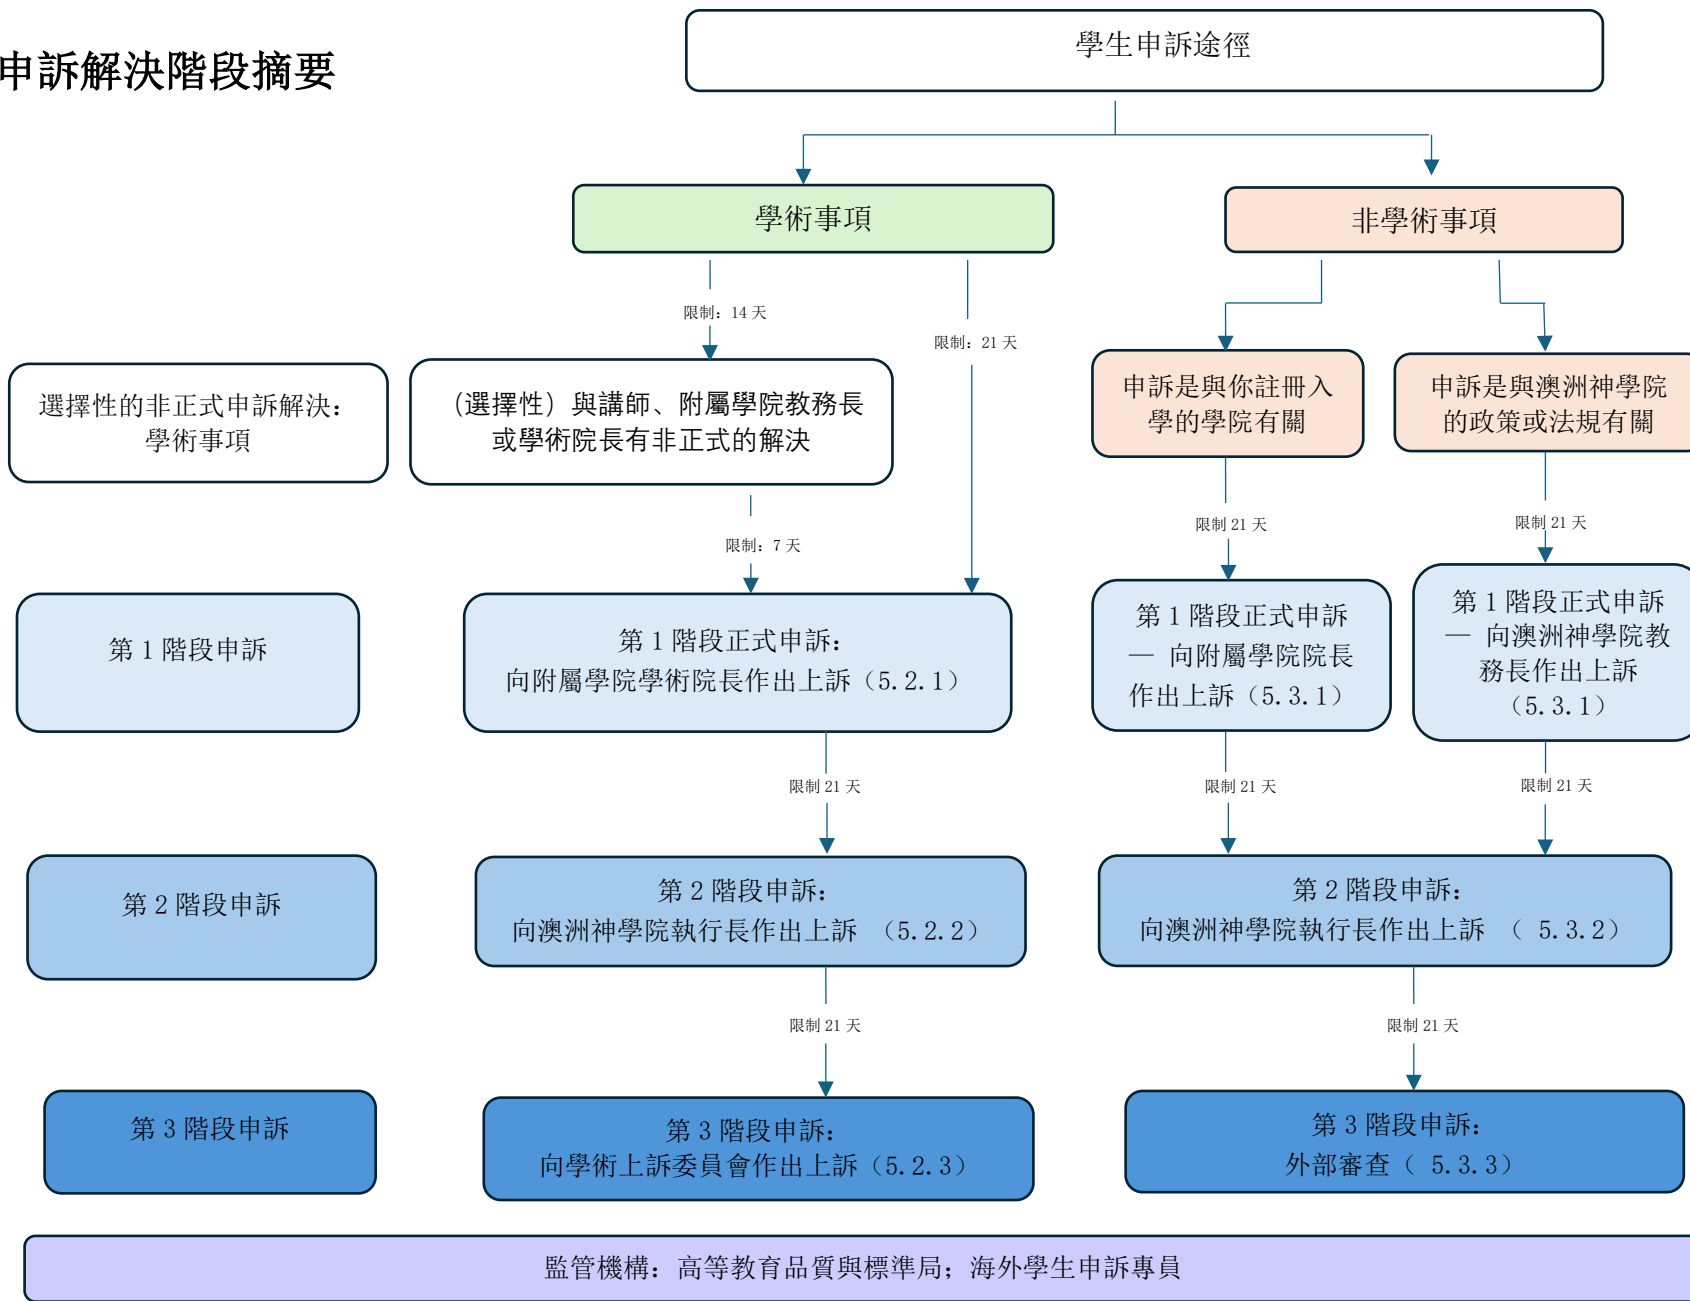 申訴解決階段摘要
學生申訴途徑
學術事項
非學術事項
限制：14 天
限制：21 天
選擇性的非正式申訴解決：
學術事項
（選擇性）與講師、附屬學院教務長
或學術院長有非正式的解決
申訴是與你註冊入
學的學院有關
申訴是與澳洲神學院
的政策或法規有關
限制：7 天
限制 21 天
限制 21 天
第 1 階段申訴
第 1 階段正式申訴：
向附屬學院學術院長作出上訴（5.2.1）
第 1 階段正式申訴
— 向附屬學院院長
作出上訴（5.3.1）
第 1 階段正式申訴
— 向澳洲神學院教
務長作出上訴
（5.3.1）
限制 21 天
限制 21 天
限制 21 天
第 2 階段申訴
第 2 階段申訴：
向澳洲神學院執行長作出上訴 （5.2.2）
第 2 階段申訴：
向澳洲神學院執行長作出上訴 （ 5.3.2）
限制 21 天
限制 21 天
第 3 階段申訴
第 3 階段申訴：
向學術上訴委員會作出上訴（5.2.3）
第 3 階段申訴：
外部審查（ 5.3.3）
監管機構：高等教育品質與標準局；海外學生申訴專員